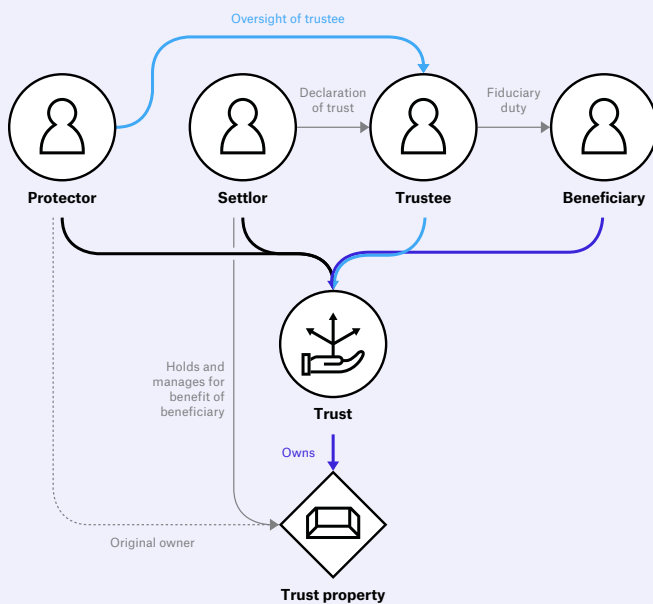 Oversight of trustee
Declaration
of trust
Fiduciary
duty
Protector
Settlor
Trustee
Beneficiary
Holds and
manages for
benefit of
beneficiary
Trust
Owns
Original owner
Trust property